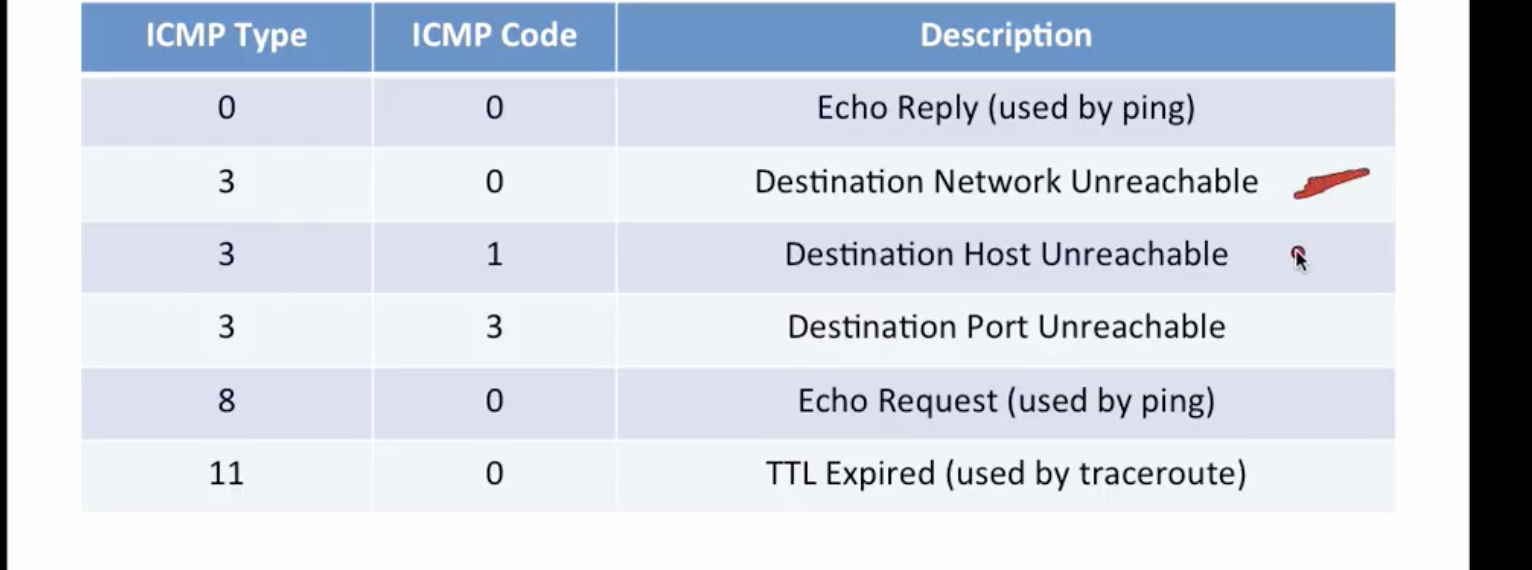 ICMP Type ICMP Code Description
0 0 Echo Reply (used by ping)
3 0 Destination Network Unreachable
3 1 Destination Host Unreachable
3 3 Destination Port Unreachable
8 0 Echo Request (used by ping)
11 0 TTL Expired (used by traceroute)